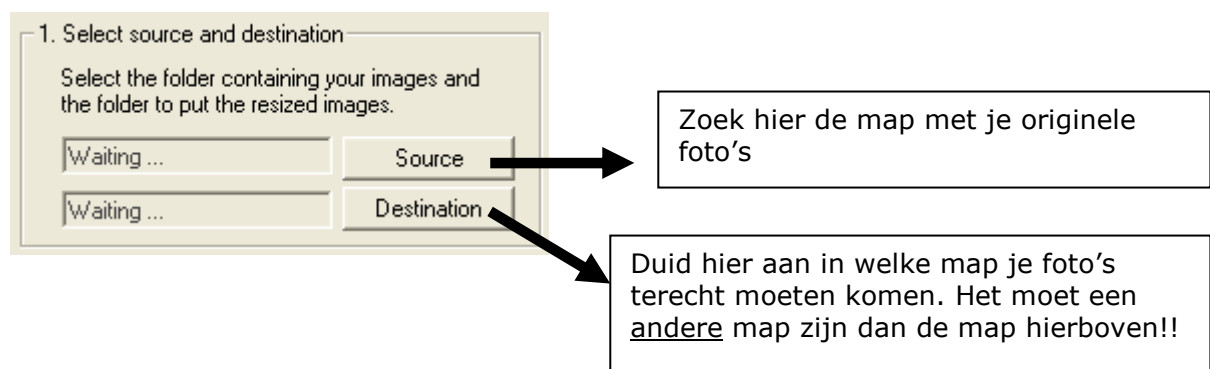 1. Select source and destination
Select the folder containing your images and
the folder to put the resized images.
Waiting ...
Source
Waiting ...
Destination
Zoek hier de map met je originele
foto's
Duid hier aan in welke map je foto's
terecht moeten komen. Het moet een
andere map zijn dan de map hierboven!!